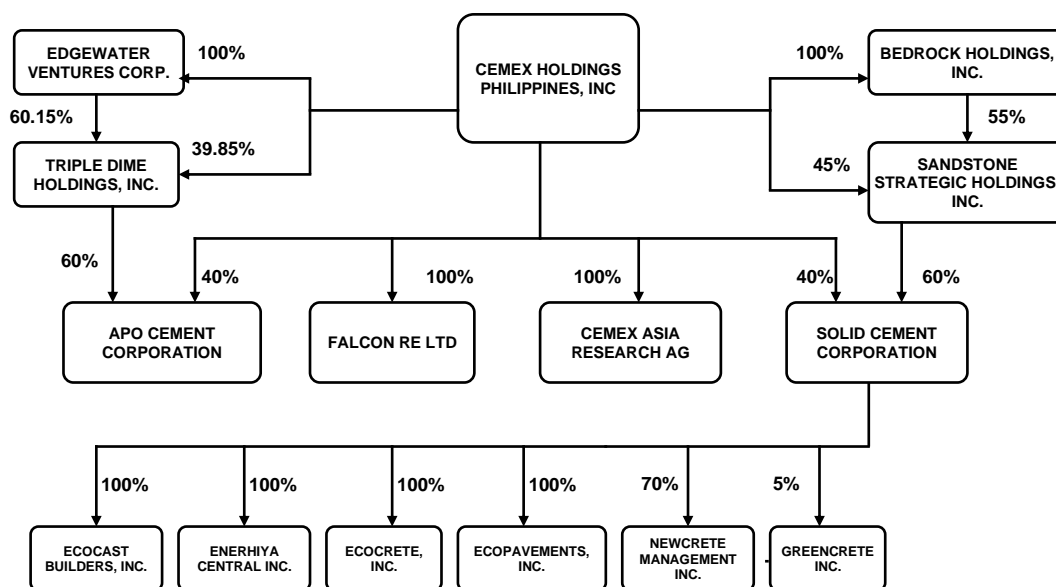 EDGEWATER
VENTURES CORP.
100%
CEMEX HOLDINGS
PHILIPPINES, INC
100%
BEDROCK HOLDINGS,
INC.
60.15%
39.85%
55%
TRIPLE DIME
HOLDINGS, INC.
45%
SANDSTONE
STRATEGIC HOLDINGS
INC.
60%
40%
100%
100%
40%
60%
APO CEMENT
CORPORATION
FALCON RE LTD
CEMEX ASIA
RESEARCH AG
SOLID CEMENT
CORPORATION
100%
100%
100%
100%
70%
5%
ECOCAST
BUILDERS, INC.
ENERHIYA
CENTRAL INC.
ECOCRETE,
INC.
ECOPAVEMENTS,
INC.
NEWCRETE
MANAGEMENT
INC.
GREENCRETE
INC.